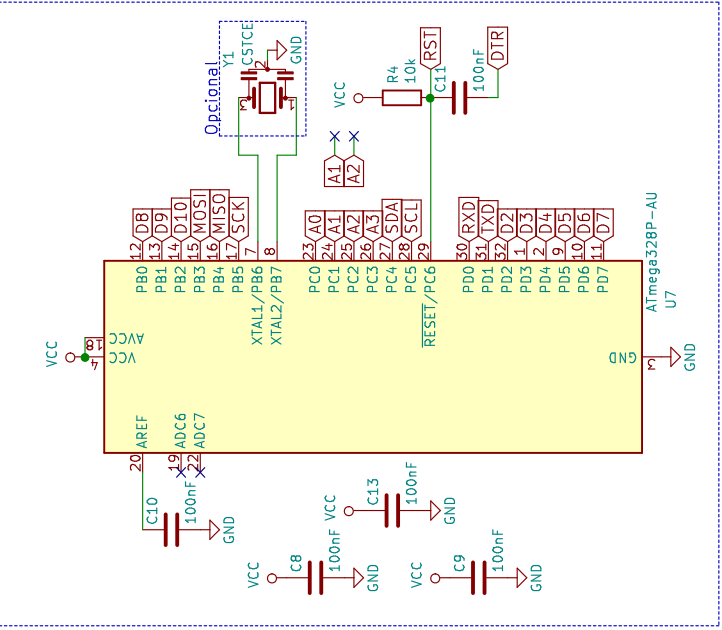 Opcional
Y1
CSTCE
2
GND
3
1
VCC
R4
10k
RST
C11
100nF
DTR
A1
A2
D8
D9
D10
MOSI
MISO
SCK
A0
A1
A2
A3
SDA
SCL
RXD
TXD
D2
D3
D4
D5
D6
D7
12
13
14
15
16
17
7
8
23
24
25
26
27
28
29
30
31
32
1
2
9
10
11
PB0
PB1
PB2
PB3
PB4
PB5
XTAL1/PB6
XTAL2/PB7
PC0
PC1
PC2
PC3
PC4
PC5
RESET/PC6
PD0
PD1
PD2
PD3
PD4
PD5
PD6
PD7
ATmega328P-AU
U7
VCC
18
AVCC
4
VCC
GND
3
GND
AREF
ADC6
ADC7
20
19
22
C10
100nF
GND
VCC
C13
100nF
GND
VCC
C8
100nF
GND
VCC
C9
100nF
GND